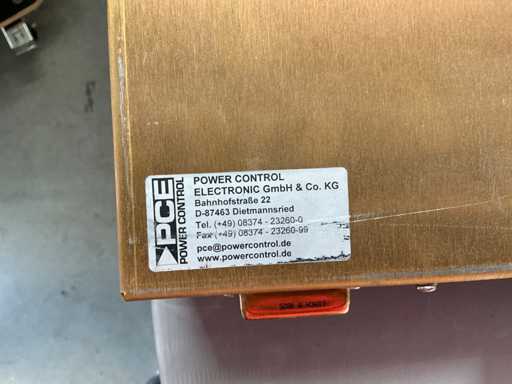 PCE
POWER CONTROL
POWER CONTROL
ELECTRONIC GmbH & Co. KG
Bahnhofstraße 22
D-87463 Dietmannsried
Tel. (+49) 08374 - 23260-0
Fax (+49) 08374 - 23260-99
pce@powercontrol.de
www.powercontrol.de